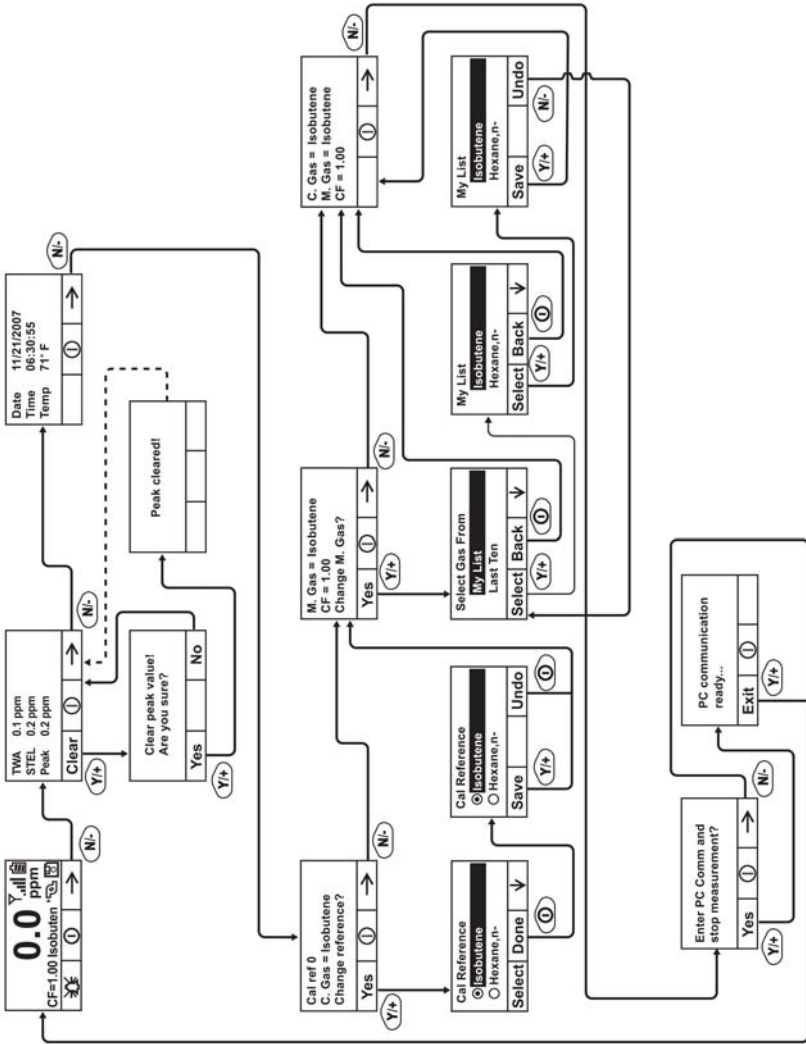 0.0
ppm
CF=1.00 Isobuten
N/-
TWA 0.1 ppm
STEL 0.2 ppm
Peak 0.2 ppm
Clear
Y/+
N/-
Clear peak value!
Are you sure?
Yes No
Y/+
Peak cleared!
Date 11/21/2007
Time 06:30:55
Temp 71° F
N/-
Cal ref 0
C. Gas = Isobutene
Change reference?
Yes
Y/+
N/-
Cal Reference
Isobutene
Hexane,n-
Select Done
Cal Reference
Isobutene
Hexane,n-
Save Undo
Y/+
M. Gas = Isobutene
CF = 1.00
Change M. Gas?
Yes
Y/+
N/-
Select Gas From
My List
Last Ten
Select Back
Y/+
My List
Isobutene
Hexane,n-
Select Back
Y/+
My List
Isobutene
Hexane,n-
Save Undo
Y/+
N/-
C. Gas = Isobutene
M. Gas = Isobutene
CF = 1.00
N/-
Enter PC Comm and
stop measurement?
Yes
Y/+
N/-
PC communication
ready...
Exit
Y/+